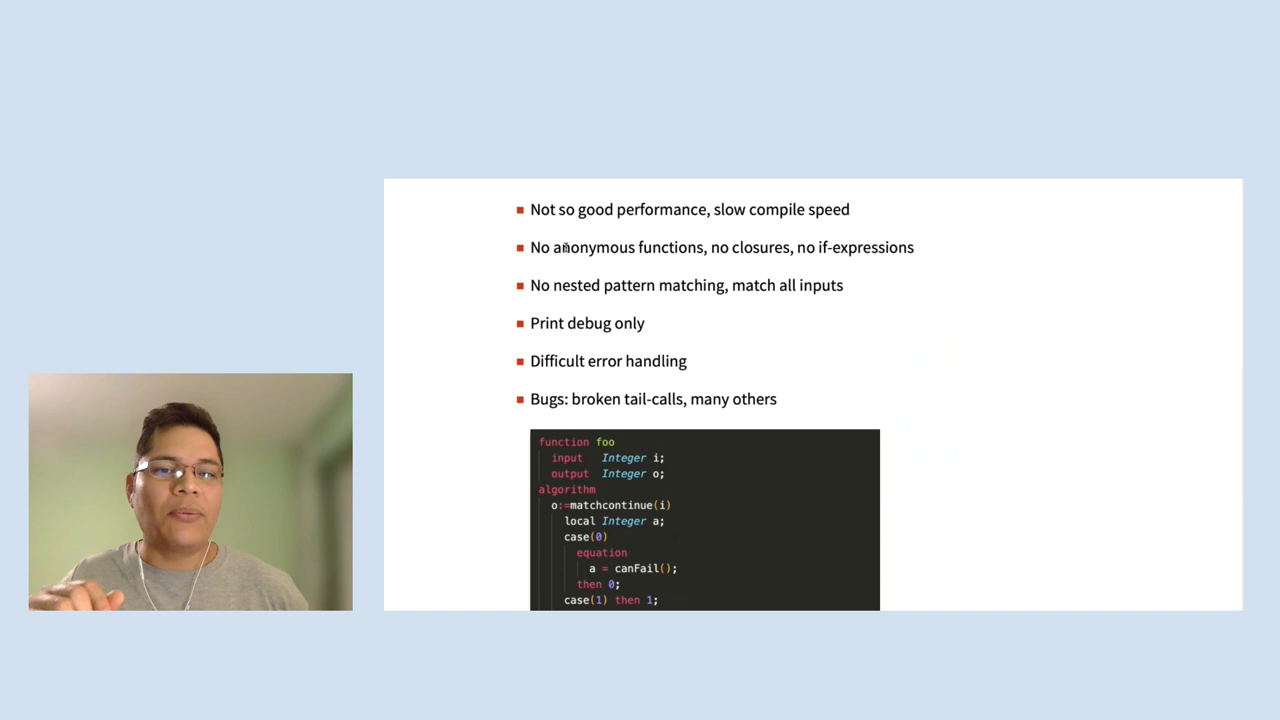 Not so good performance, slow compile speed
No anonymous functions, no closures, no if-expressions
No nested pattern matching, match all inputs
Print debug only
Difficult error handling
Bugs: broken tail-calls, many others
function foo
input Integer i;
output Integer o;
algorithm
o:=matchcontinue(i)
local Integer a;
case(0)
equation
a = canFail();
then 0;
case(1) then 1;